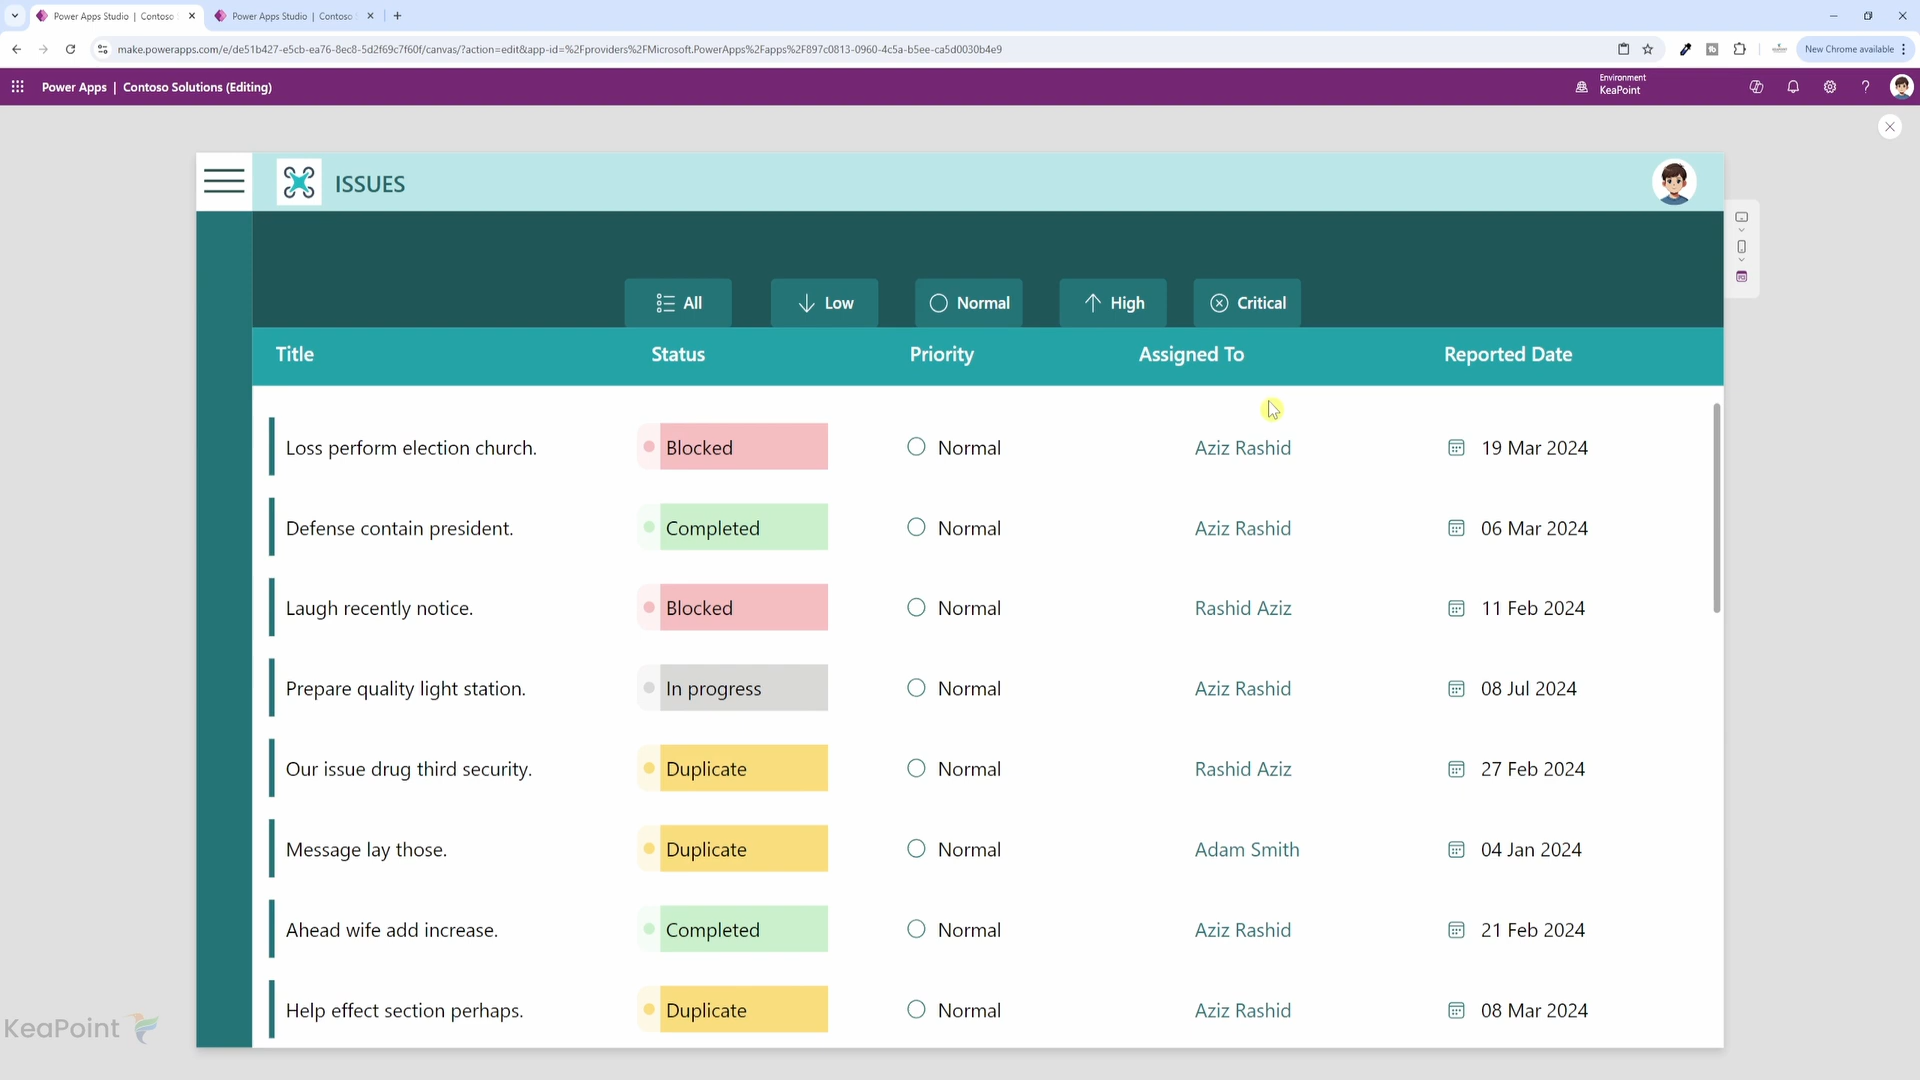 Power Apps Studio | Contoso
Power Apps Studio | Contoso
make.powerapps.com/e/de51b427-e5cb-ea76-8ec8-5d2f69c7f60f/canvas/?action=edit&app-id=%2Fproviders%2FMicrosoft.PowerApps%2Fapps%2F897c0813-0960-4c5a-b5ee-ca5d0030b4e9
New Chrome available
Power Apps | Contoso Solutions (Editing)
Environment
KeaPoint
ISSUES
All Low Normal High Critical
Title Status Priority Assigned To Reported Date
Loss perform election church. Blocked Normal Aziz Rashid 19 Mar 2024
Defense contain president. Completed Normal Aziz Rashid 06 Mar 2024
Laugh recently notice. Blocked Normal Rashid Aziz 11 Feb 2024
Prepare quality light station. In progress Normal Aziz Rashid 08 Jul 2024
Our issue drug third security. Duplicate Normal Rashid Aziz 27 Feb 2024
Message lay those. Duplicate Normal Adam Smith 04 Jan 2024
Ahead wife add increase. Completed Normal Aziz Rashid 21 Feb 2024
Help effect section perhaps. Duplicate Normal Aziz Rashid 08 Mar 2024
KeaPoint